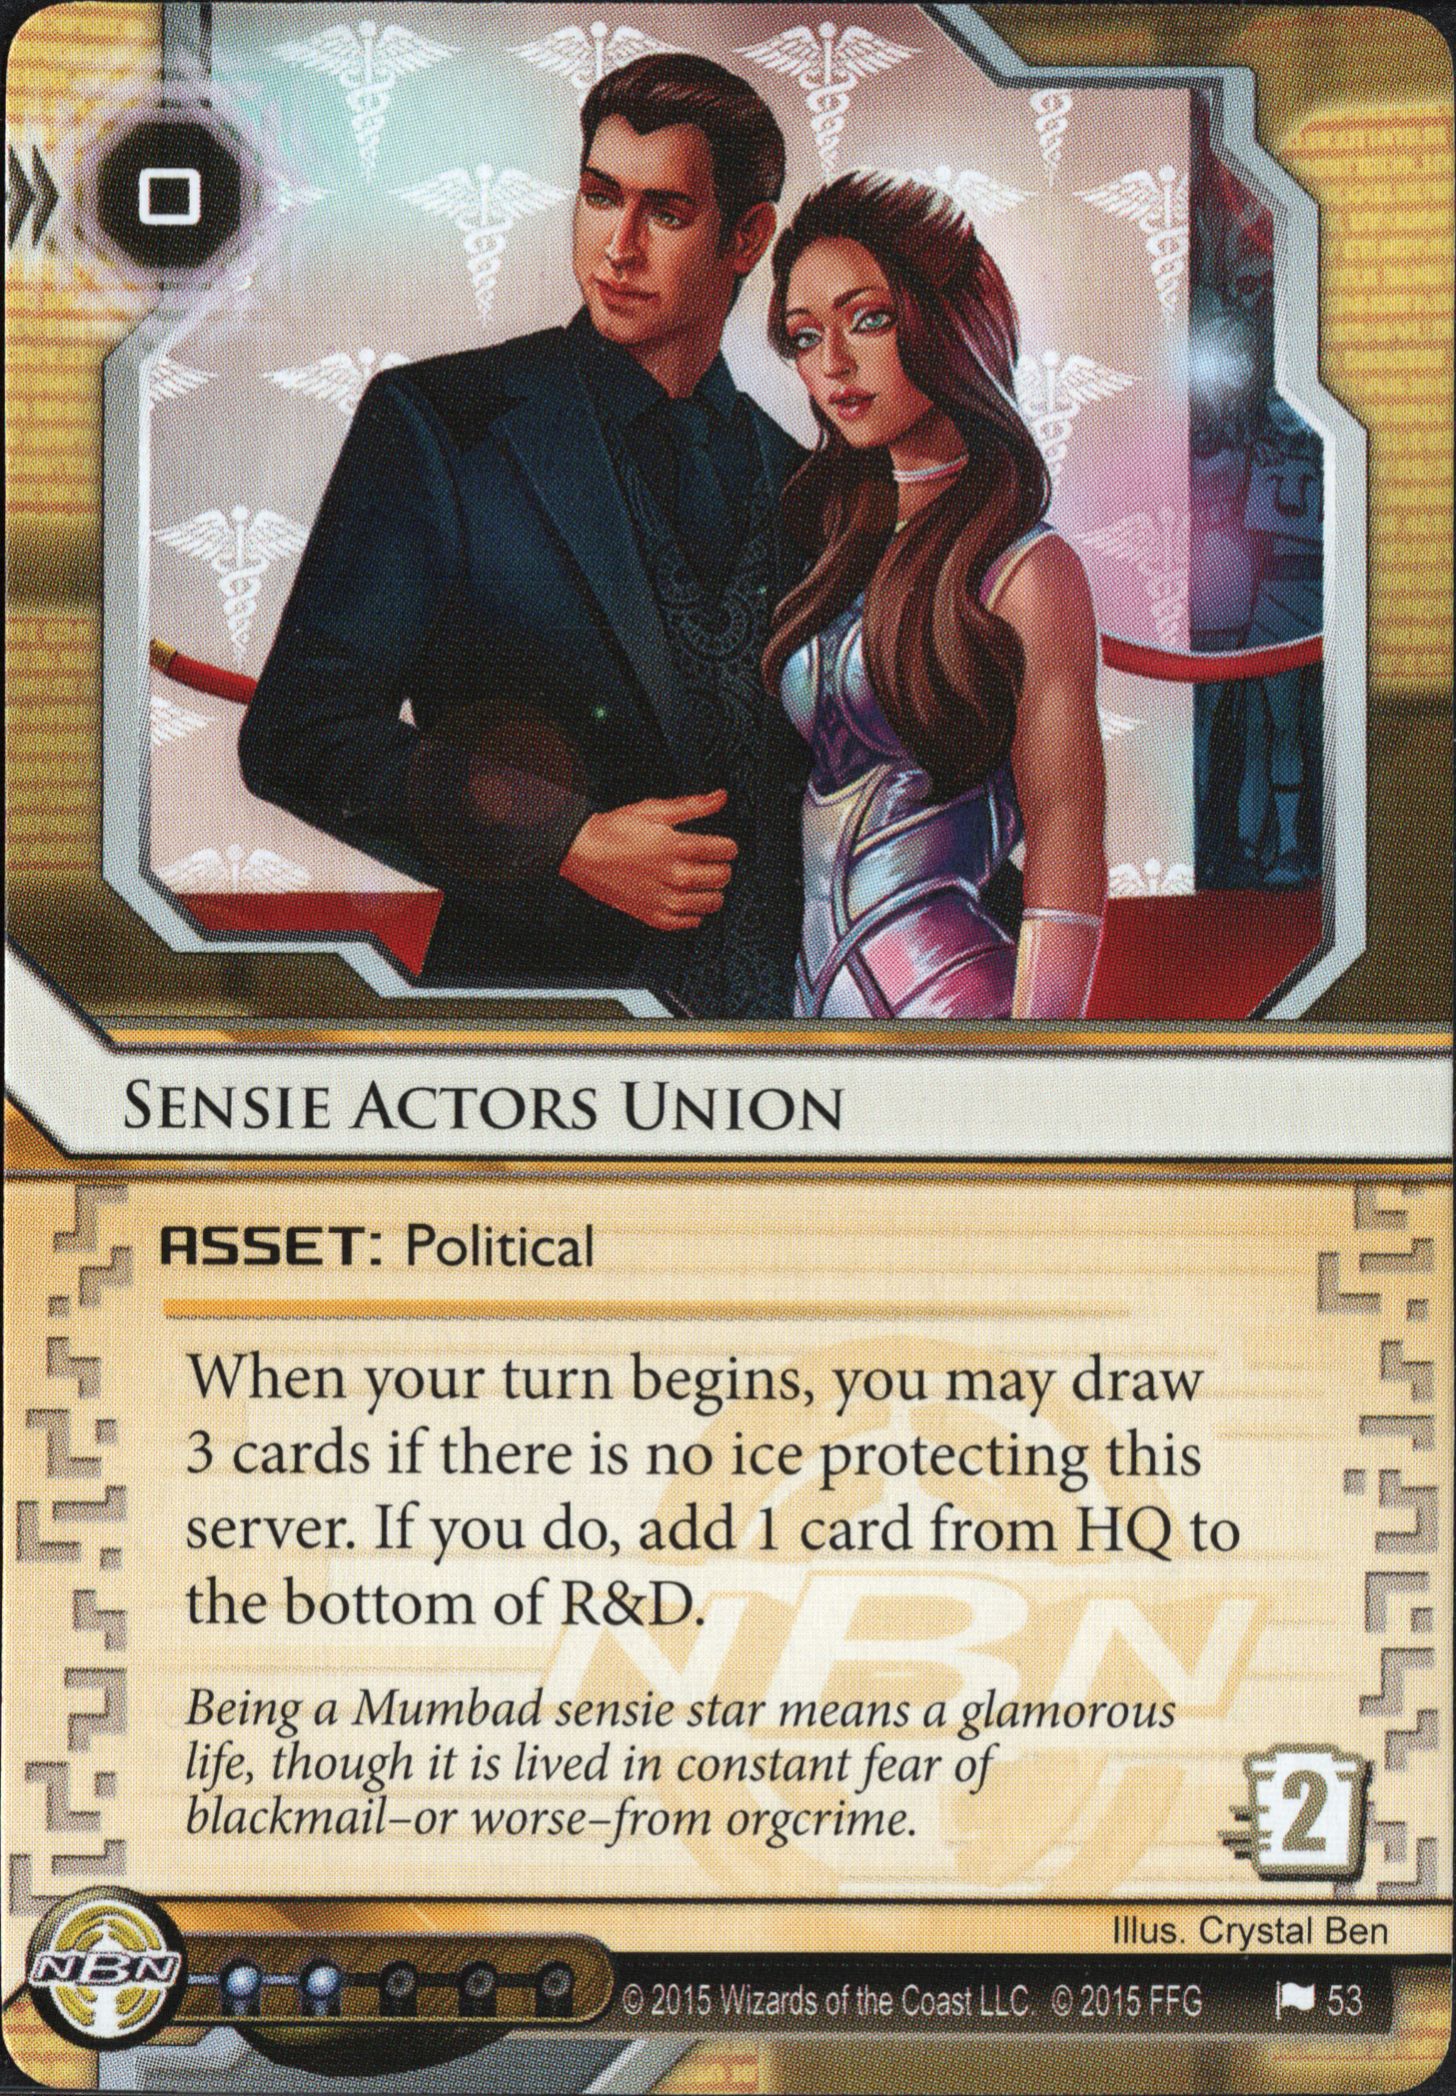 0
SENSIE ACTORS UNION
ASSET: Political
When your turn begins, you may draw
3 cards if there is no ice protecting this
server. If you do, add 1 card from HQ to
the bottom of R&D.
NBN
Being a Mumbad sensie star means a glamorous
life, though it is lived in constant fear of
blackmail–or worse–from orgcrime.
2
Illus. Crystal Ben
NBN
© 2015 Wizards of the Coast LLC. © 2015 FFG 53